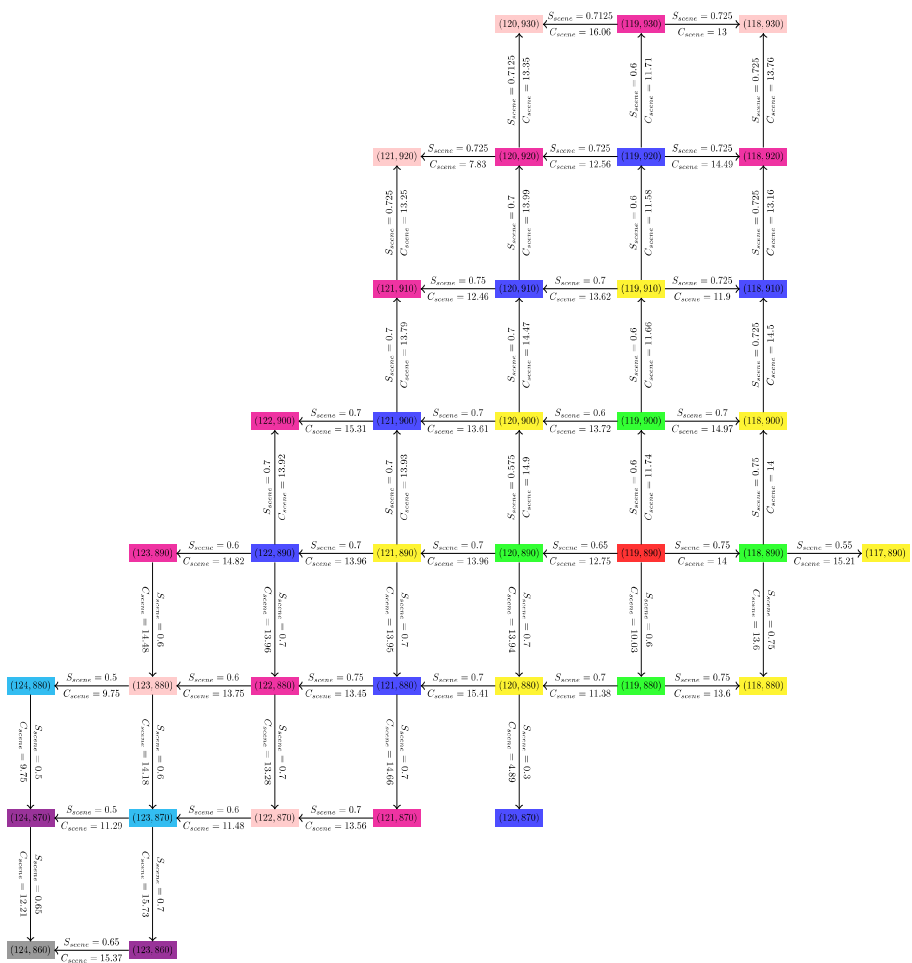 (120, 930) S_scene = 0.7125 (119, 930) S_scene = 0.725 (118, 930)
C_scene = 16.06 C_scene = 13
S_scene = 0.7125 S_scene = 0.6 S_scene = 0.725
C_scene = 13.35 C_scene = 11.71 C_scene = 13.76
(121, 920) S_scene = 0.725 (120, 920) S_scene = 0.725 (119, 920) S_scene = 0.725 (118, 920)
C_scene = 7.83 C_scene = 12.56 C_scene = 14.49
S_scene = 0.725 S_scene = 0.7 S_scene = 0.6 S_scene = 0.725
C_scene = 13.25 C_scene = 13.99 C_scene = 11.58 C_scene = 13.16
(121, 910) S_scene = 0.75 (120, 910) S_scene = 0.7 (119, 910) S_scene = 0.725 (118, 910)
C_scene = 12.46 C_scene = 13.62 C_scene = 11.9
S_scene = 0.7 S_scene = 0.7 S_scene = 0.6 S_scene = 0.725
C_scene = 13.79 C_scene = 14.47 C_scene = 11.66 C_scene = 14.5
(122, 900) S_scene = 0.7 (121, 900) S_scene = 0.7 (120, 900) S_scene = 0.6 (119, 900) S_scene = 0.7 (118, 900)
C_scene = 15.31 C_scene = 13.61 C_scene = 13.72 C_scene = 14.97
S_scene = 0.7 S_scene = 0.7 S_scene = 0.575 S_scene = 0.6 S_scene = 0.75
C_scene = 13.92 C_scene = 13.93 C_scene = 14.9 C_scene = 11.74 C_scene = 14
(123, 890) S_scene = 0.6 (122, 890) S_scene = 0.7 (121, 890) S_scene = 0.7 (120, 890) S_scene = 0.65 (119, 890) S_scene = 0.75 (118, 890) S_scene = 0.55 (117, 890)
C_scene = 14.82 C_scene = 13.96 C_scene = 13.96 C_scene = 12.75 C_scene = 14 C_scene = 15.21
S_scene = 0.6 S_scene = 0.7 S_scene = 0.7 S_scene = 0.7 S_scene = 0.6 S_scene = 0.75
C_scene = 14.48 C_scene = 13.96 C_scene = 13.95 C_scene = 13.94 C_scene = 10.03 C_scene = 13.6
(124, 880) S_scene = 0.5 (123, 880) S_scene = 0.6 (122, 880) S_scene = 0.75 (121, 880) S_scene = 0.7 (120, 880) S_scene = 0.7 (119, 880) S_scene = 0.75 (118, 880)
C_scene = 9.75 C_scene = 13.75 C_scene = 13.45 C_scene = 15.41 C_scene = 11.38 C_scene = 13.6
S_scene = 0.5 S_scene = 0.6 S_scene = 0.7 S_scene = 0.7 S_scene = 0.3
C_scene = 9.75 C_scene = 14.18 C_scene = 13.28 C_scene = 14.66 C_scene = 4.89
(124, 870) S_scene = 0.5 (123, 870) S_scene = 0.6 (122, 870) S_scene = 0.7 (121, 870) (120, 870)
C_scene = 11.29 C_scene = 11.48 C_scene = 13.56
S_scene = 0.65 S_scene = 0.7
C_scene = 12.21 C_scene = 15.73
(124, 860) S_scene = 0.65 (123, 860)
C_scene = 15.37